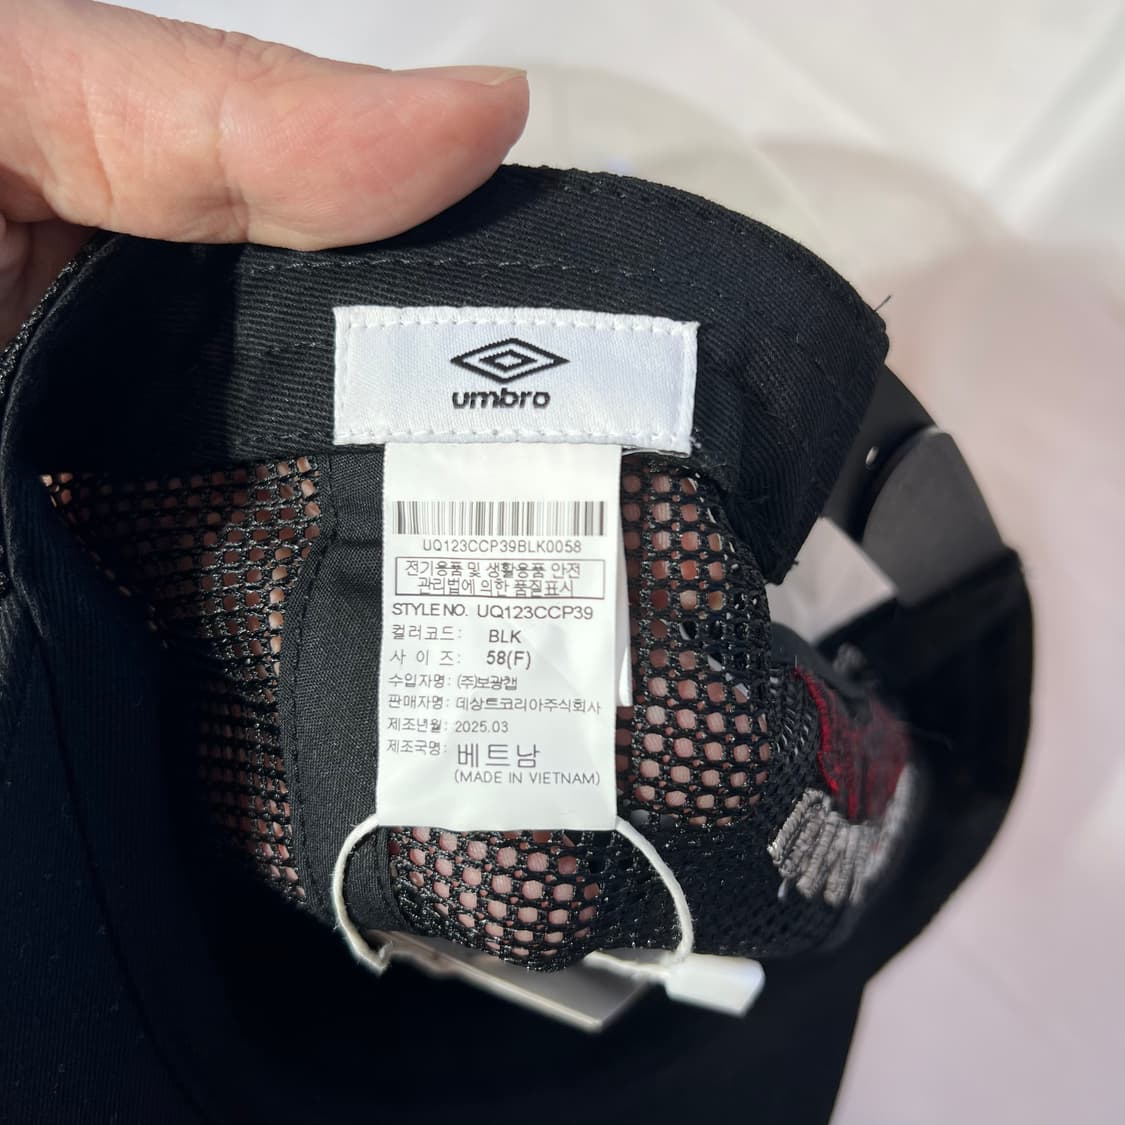 umbro
UQ123CCP39BLK0058
전기용품 및 생활용품 안전
관리법에 의한 품질표시
STYLE NO. UQ123CCP39
컬러코드: BLK
사 이 즈: 58(F)
수입자명: (주)보광캡
판매자명: 데상트코리아주식회사
제조년월: 2025.03
제조국명: 베트남
(MADE IN VIETNAM)